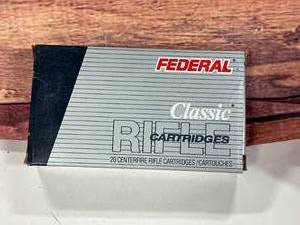 FEDERAL
Classic
RIFLE
CARTRIDGES
20 CENTERFIRE RIFLE CARTRIDGES/CARTOUCHES